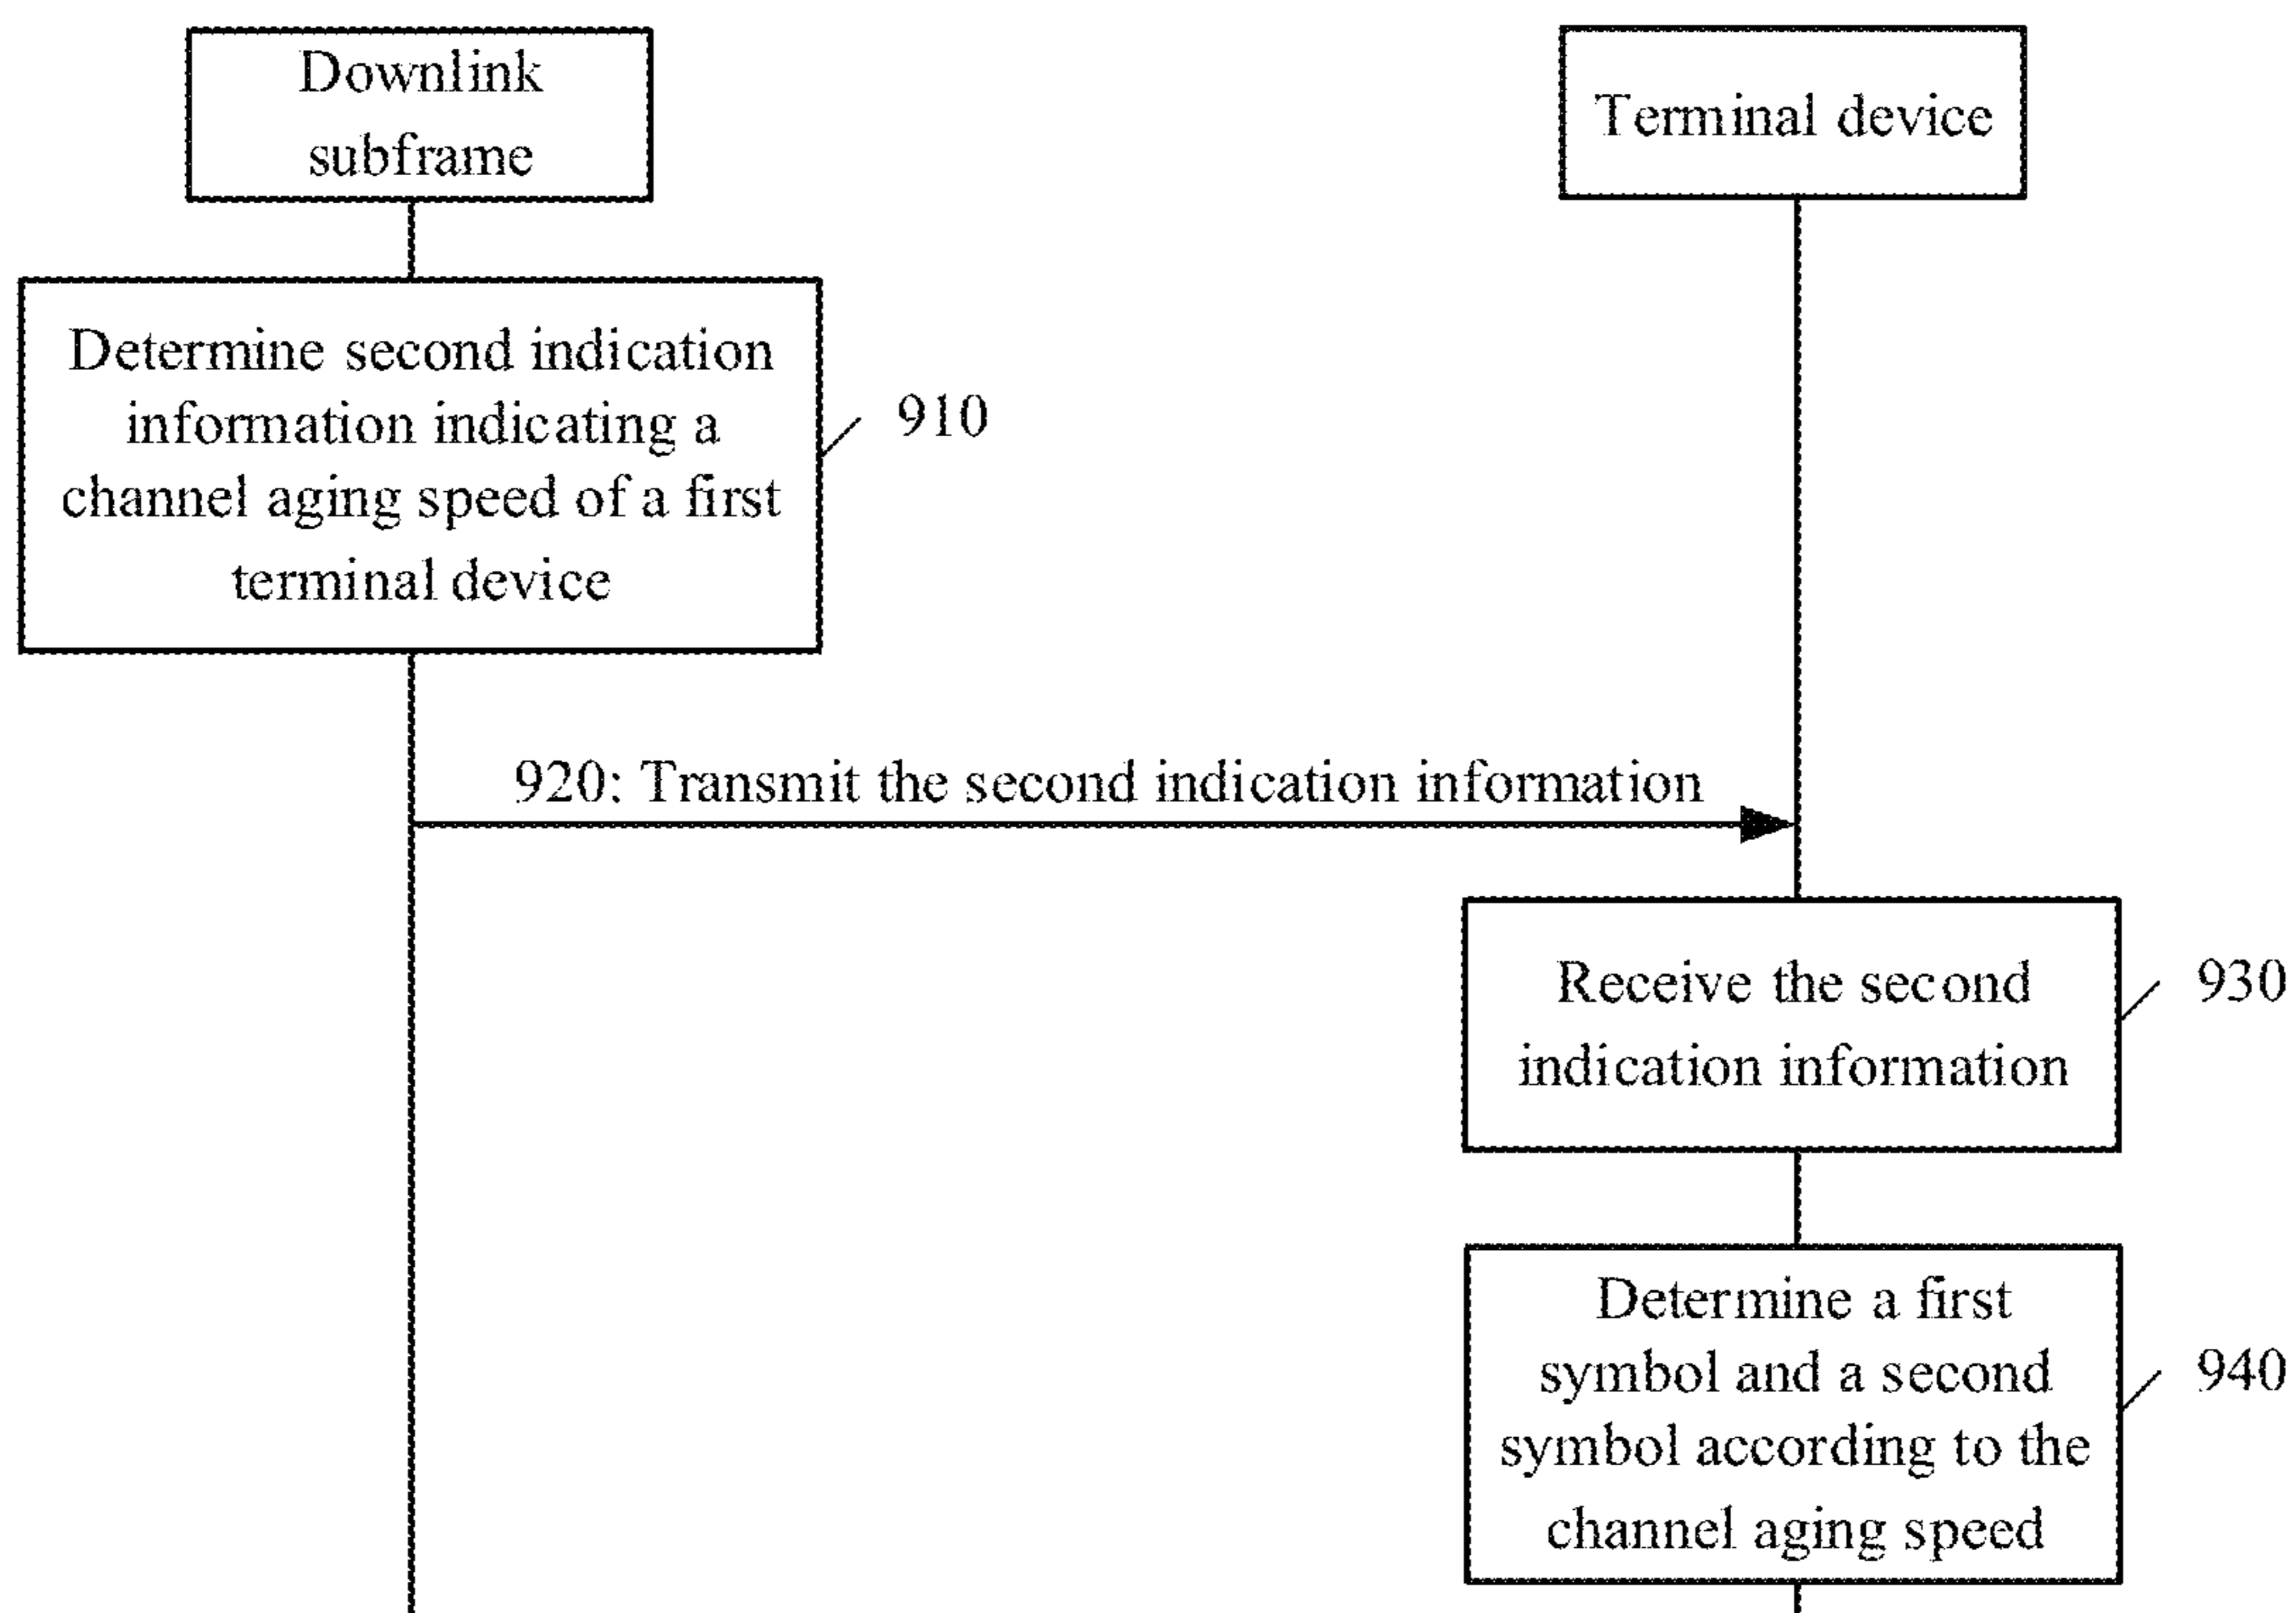 Downlink
subframe
Terminal device
Determine second indication
information indicating a
channel aging speed of a first
terminal device
910
920: Transmit the second indication information
Receive the second
indication information
930
Determine a first
symbol and a second
symbol according to the
channel aging speed
940